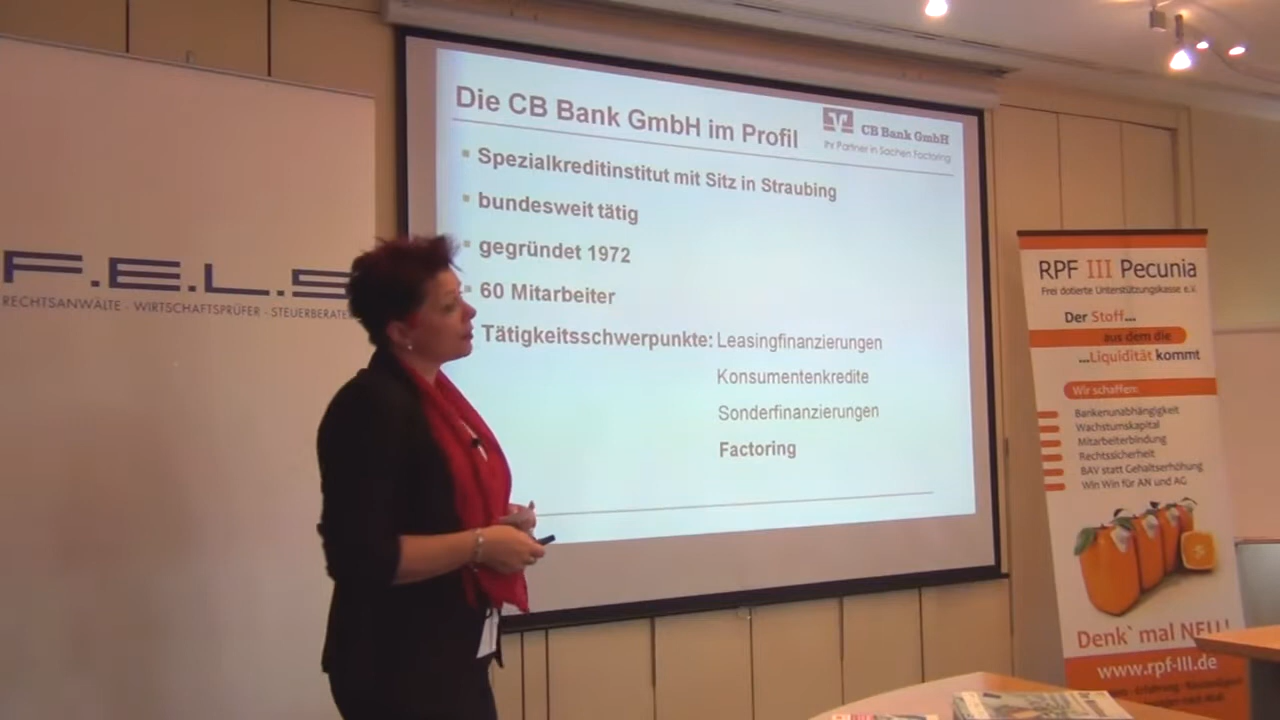 F.E.L.S
RECHTSANWÄLTE · WIRTSCHAFTSPRÜFER · STEUERBERATER
Die CB Bank GmbH im Profil
CB Bank GmbH
Ihr Partner in Sachen Factoring
Spezialkreditinstitut mit Sitz in Straubing
bundesweit tätig
gegründet 1972
60 Mitarbeiter
Tätigkeitsschwerpunkte: Leasingfinanzierungen
Konsumentenkredite
Sonderfinanzierungen
Factoring
RPF III Pecunia
Frei dotierte Unterstützungskasse e.V.
Der Stoff...
aus dem die
...Liquidität kommt
Wir schaffen:
Bankenunabhängigkeit
Wachstumskapital
Mitarbeiterbindung
Rechtssicherheit
BAV statt Gehaltserhöhung
Win Win für AN und AG
Denk` mal NEU!
www.rpf-III.de